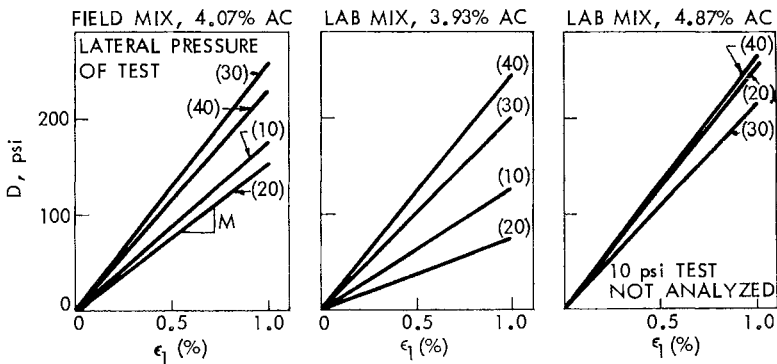 FIELD MIX, 4.07% AC
LATERAL PRESSURE
OF TEST
(30)
(40)
(10)
(20)
M
D, psi
200
100
0
0
0.5
1.0
ϵ1 (%)
LAB MIX, 3.93% AC
(40)
(30)
(10)
(20)
0
0.5
1.0
ϵ1 (%)
LAB MIX, 4.87% AC
(40)
(20)
(30)
10 psi TEST
NOT ANALYZED
0
0.5
1.0
ϵ1 (%)